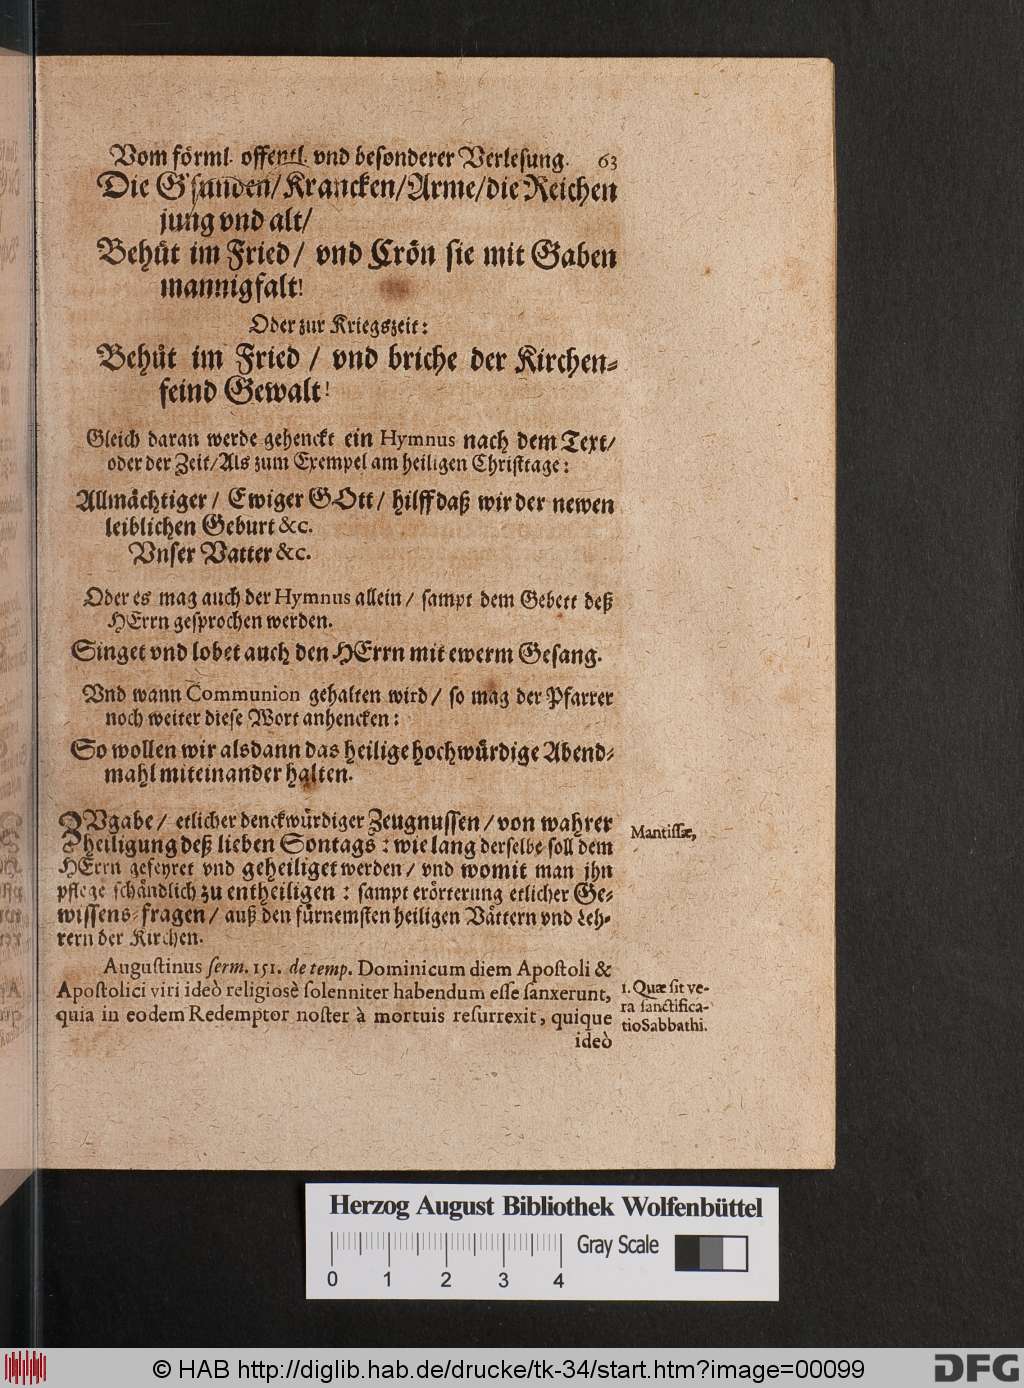 Vom förml. offentl. vnd besonderer Verlesung. 63
Die Gsunden/Krancken/Arme/die Reichen
jung vnd alt/
Behüt im Fried/ vnd Crön sie mit Gaben
mannigfalt!
Oder zur Kriegszeit:
Behüt im Fried / vnd briche der Kirchen-
feind Gewalt!
Gleich daran werde gehenckt ein Hymnus nach dem Text/
oder der Zeit/Als zum Exempel am heiligen Christtage:
Allmächtiger/ Ewiger GOtt/ hilff daß wir der newen
leiblichen Geburt &c.
Vnser Vatter &c.
Oder es mag auch der Hymnus allein/ sampt dem Gebett deß
HErrn gesprochen werden.
Singet vnd lobet auch den HErrn mit ewerm Gesang.
Vnd wann Communion gehalten wird/ so mag der Pfarrer
noch weiter diese Wort anhencken:
So wollen wir alsdann das heilige hochwürdige Abend-
mahl miteinander halten.
ZVgabe/ etlicher denckwürdiger Zeugnussen/von wahrer
heiligung deß lieben Sontags: wie lang derselbe soll dem
HErrn gefeyret vnd geheiliget werden/ vnd womit man jhn
pflege schändlich zu entheiligen: sampt erörterung etlicher Ge-
wissens-fragen/ auß den fürnemsten heiligen Vättern vnd Leh-
rern der Kirchen.
Mantissæ,
Augustinus serm. 151. de temp. Dominicum diem Apostoli &
Apostolici viri ideò religiosè solenniter habendum esse sanxerunt,
quia in eodem Redemptor noster à mortuis resurrexit, quique
ideò
1. Quæ sit ve-
ra sanctifica-
tio Sabbathi.
Herzog August Bibliothek Wolfenbüttel
Gray Scale
0 1 2 3 4
© HAB http://diglib.hab.de/drucke/tk-34/start.htm?image=00099
DFG